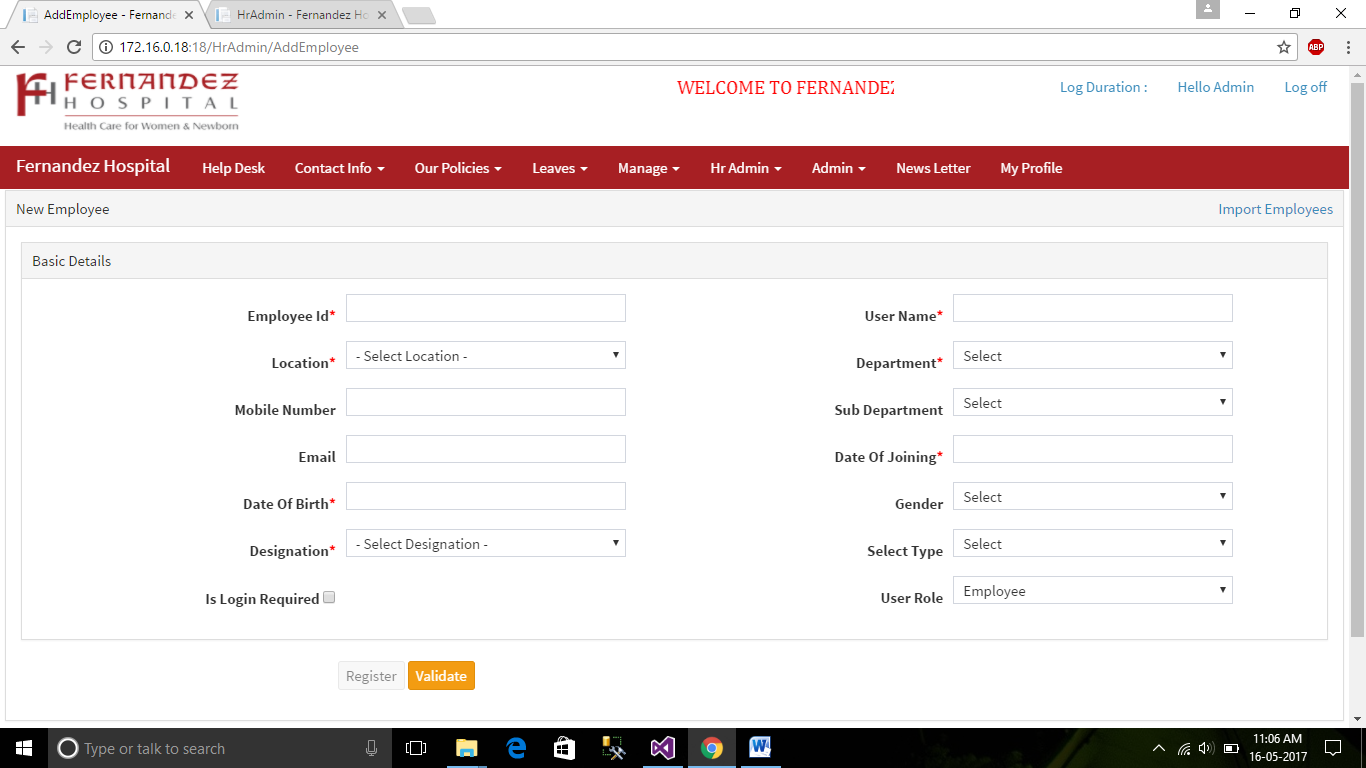 AddEmployee - Fernande
HrAdmin - Fernandez Ho
172.16.0.18:18/HrAdmin/AddEmployee
ABP
FERNANDEZ
HOSPITAL
Health Care for Women & Newborn
WELCOME TO FERNANDEZ
Log Duration : Hello Admin Log off
Fernandez Hospital Help Desk Contact Info Our Policies Leaves Manage Hr Admin Admin News Letter My Profile
New Employee Import Employees
Basic Details
Employee Id* User Name*
Location* - Select Location - Department* Select
Mobile Number Sub Department Select
Email Date Of Joining*
Date Of Birth* Gender Select
Designation* - Select Designation - Select Type Select
Is Login Required User Role Employee
Register Validate
Type or talk to search
11:06 AM
16-05-2017